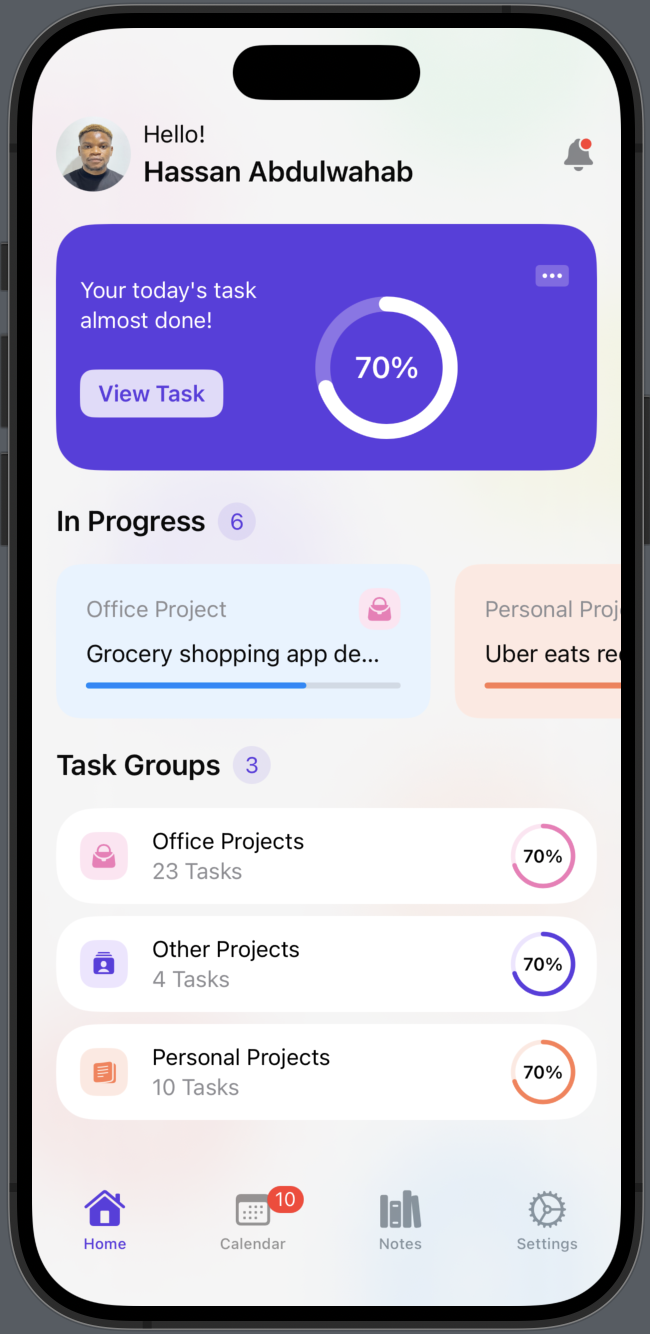 Hello!
Hassan Abdulwahab
Your today's task
almost done!
View Task
70%
In Progress 6
Office Project
Grocery shopping app de...
Personal Proj
Uber eats re
Task Groups 3
Office Projects
23 Tasks
70%
Other Projects
4 Tasks
70%
Personal Projects
10 Tasks
70%
10
Home
Calendar
Notes
Settings